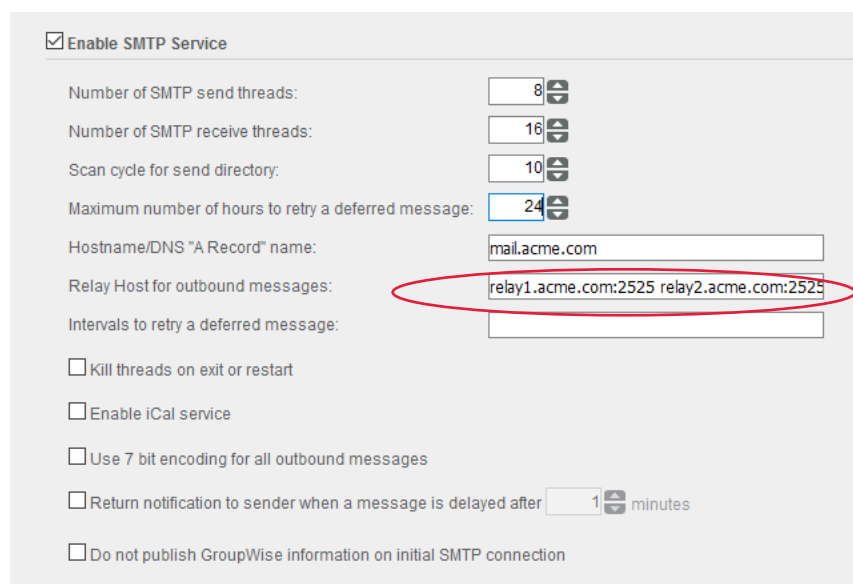 Enable SMTP Service
Number of SMTP send threads: 8
Number of SMTP receive threads: 16
Scan cycle for send directory: 10
Maximum number of hours to retry a deferred message: 24
Hostname/DNS "A Record" name: mail.acme.com
Relay Host for outbound messages: relay1.acme.com:2525 relay2.acme.com:2525
Intervals to retry a deferred message:
Kill threads on exit or restart
Enable iCal service
Use 7 bit encoding for all outbound messages
Return notification to sender when a message is delayed after 1 minutes
Do not publish GroupWise information on initial SMTP connection